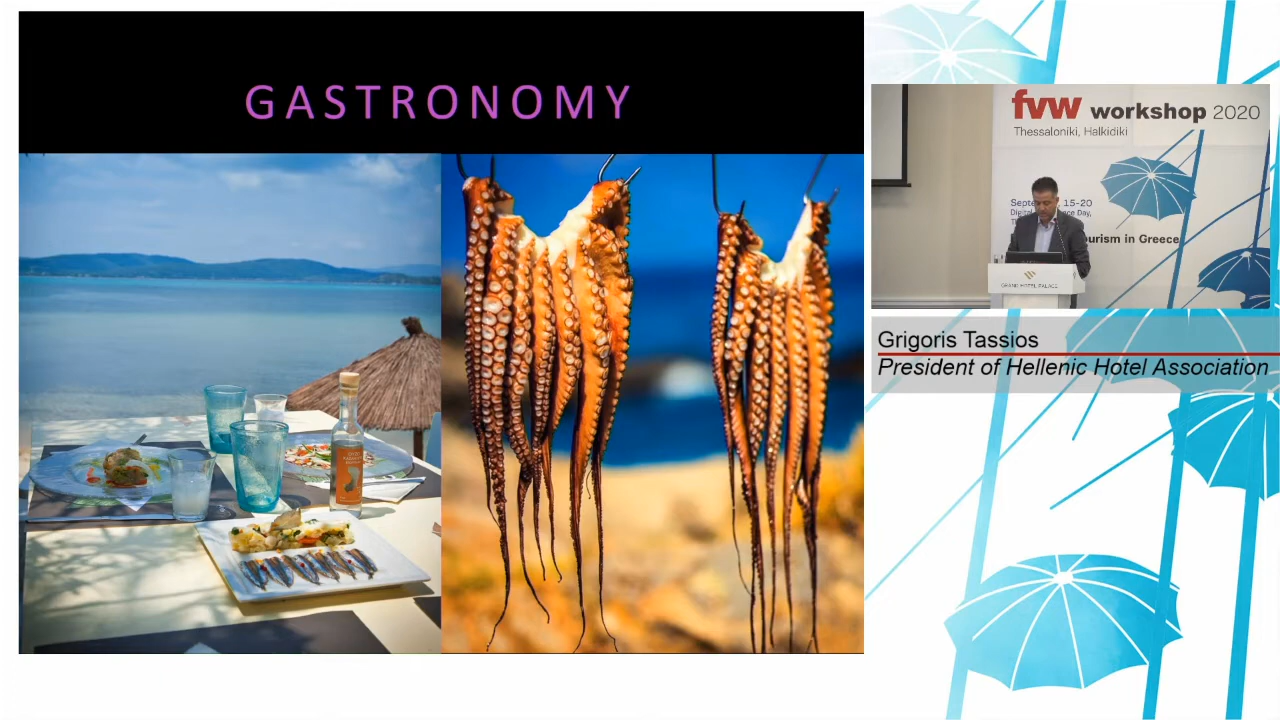 GASTRONOMY
fvw workshop 2020
Thessaloniki, Halkidiki
15-20
ourism in Greece
GRAND HOTEL PALACE
Grigoris Tassios
President of Hellenic Hotel Association